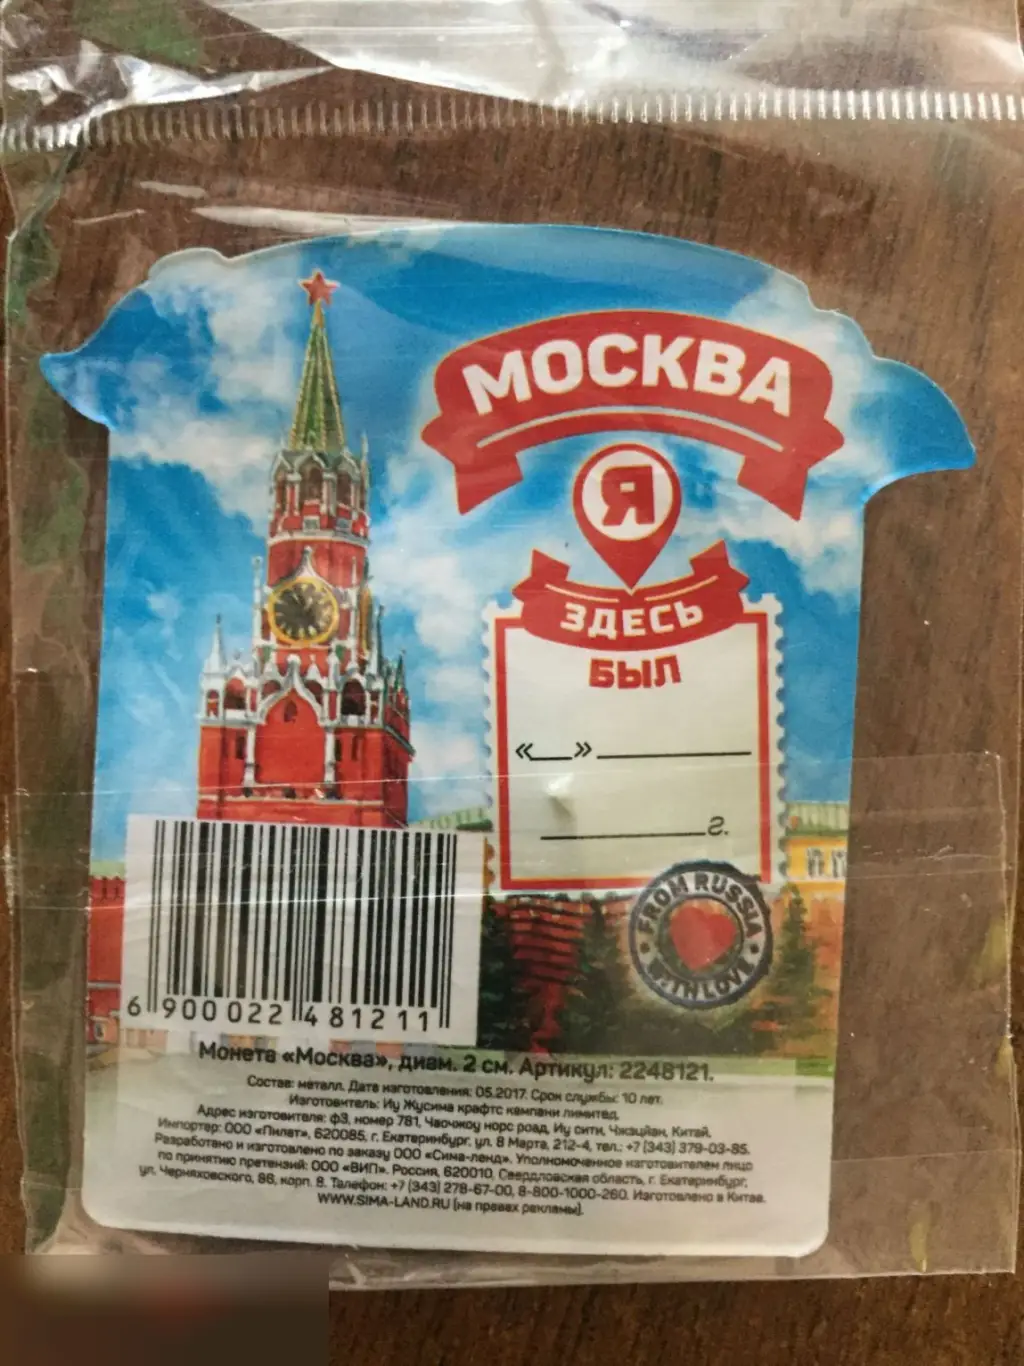 МОСКВА
Я
ЗДЕСЬ
БЫЛ
«__»__________
__________г.
FROM RUSSIA
WITH LOVE
6 900022 481211
Монета «Москва», диам. 2 см. Артикул: 2248121.
Состав: металл. Дата изготовления: 05.2017. Срок службы: 10 лет.
Изготовитель: Иу Жусима крафтс кампани лимитед.
Адрес изготовителя: ф3, номер 781, Чаочжоу норс роад, Иу сити, Чжэцзян, Китай.
Импортер: ООО «Пилат», 620085, г. Екатеринбург, ул. 8 Марта, 212-4, тел.: +7 (343) 379-03-85.
Разработано и изготовлено по заказу ООО «Сима-ленд». Уполномоченное изготовителем лицо
по принятию претензий: ООО «ВИП». Россия, 620010, Свердловская область, г. Екатеринбург,
ул. Черняховского, 86, корп. 8. Телефон: +7 (343) 278-67-00, 8-800-1000-260. Изготовлено в Китае.
WWW.SIMA-LAND.RU (на правах рекламы).